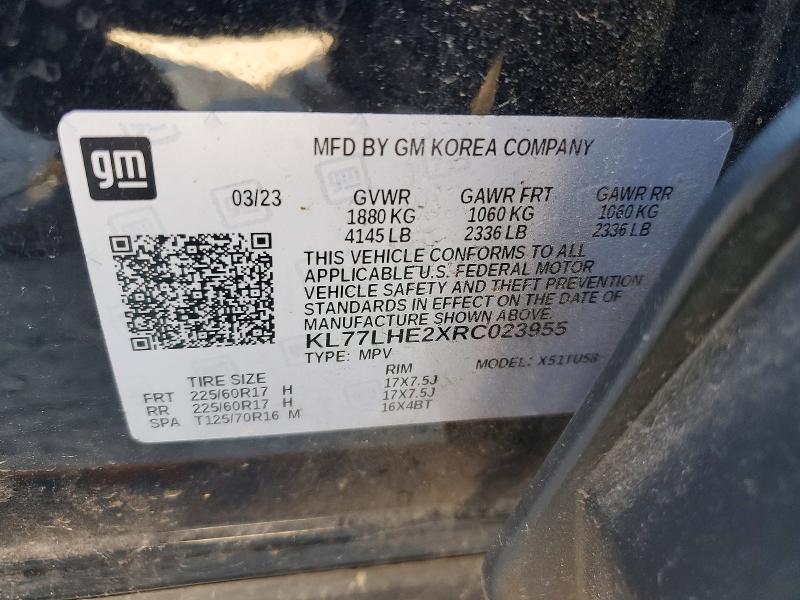 gm
MFD BY GM KOREA COMPANY
03/23 GVWR GAWR FRT GAWR RR
1880 KG 1060 KG 1060 KG
4145 LB 2336 LB 2336 LB
THIS VEHICLE CONFORMS TO ALL
APPLICABLE U.S. FEDERAL MOTOR
VEHICLE SAFETY AND THEFT PREVENTION
STANDARDS IN EFFECT ON THE DATE OF
MANUFACTURE SHOWN ABOVE.
KL77LHE2XRC023955
TYPE: MPV MODEL: X51TU58
TIRE SIZE RIM
FRT 225/60R17 H 17X7.5J
RR 225/60R17 H 17X7.5J
SPA T125/70R16 M 16X4BT